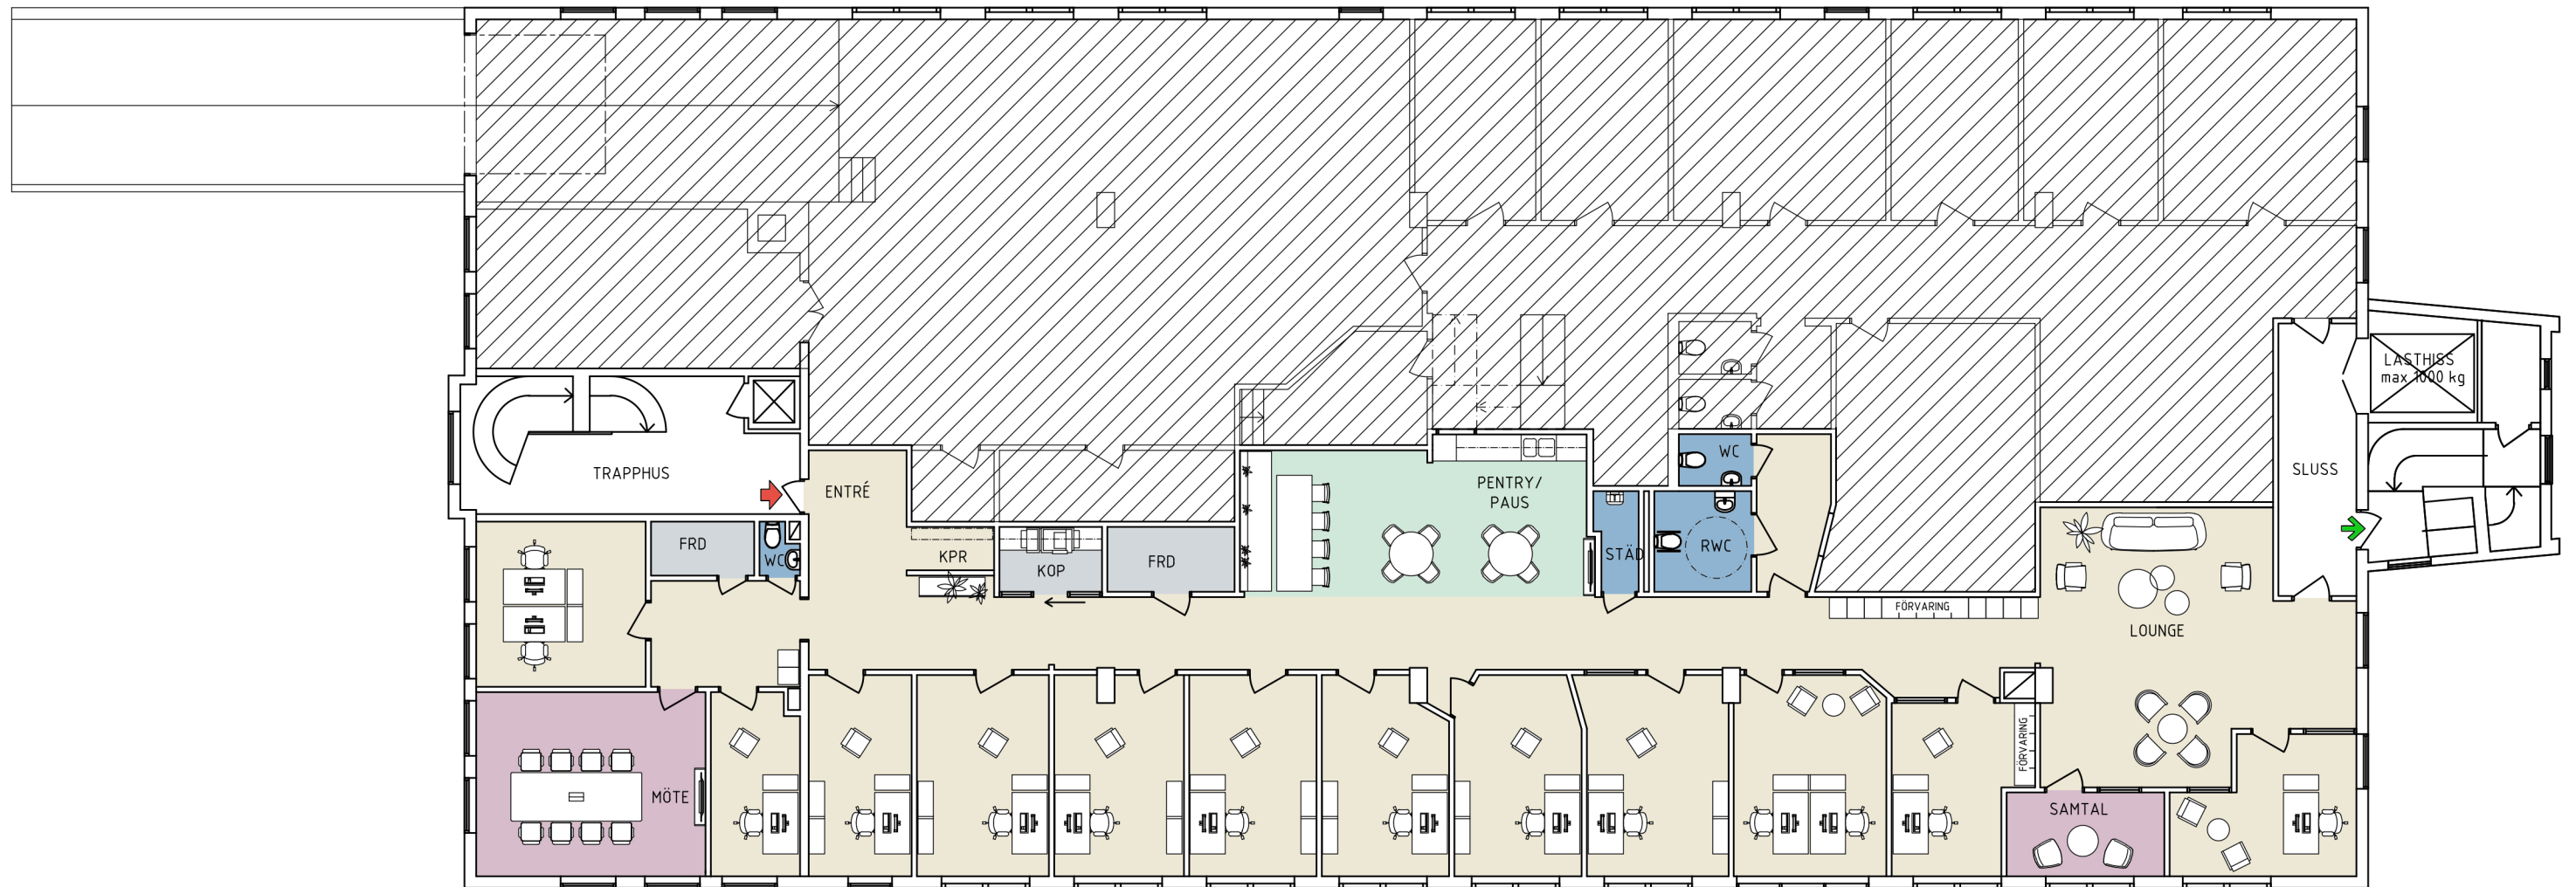 LASTHISS
max 1000 kg
TRAPPHUS
ENTRÉ
PENTRY/
PAUS
WC
SLUSS
FRD
WC
KPR
KOP
FRD
STÄD
RWC
FÖRVARING
LOUNGE
FÖRVARING
MÖTE
SAMTAL